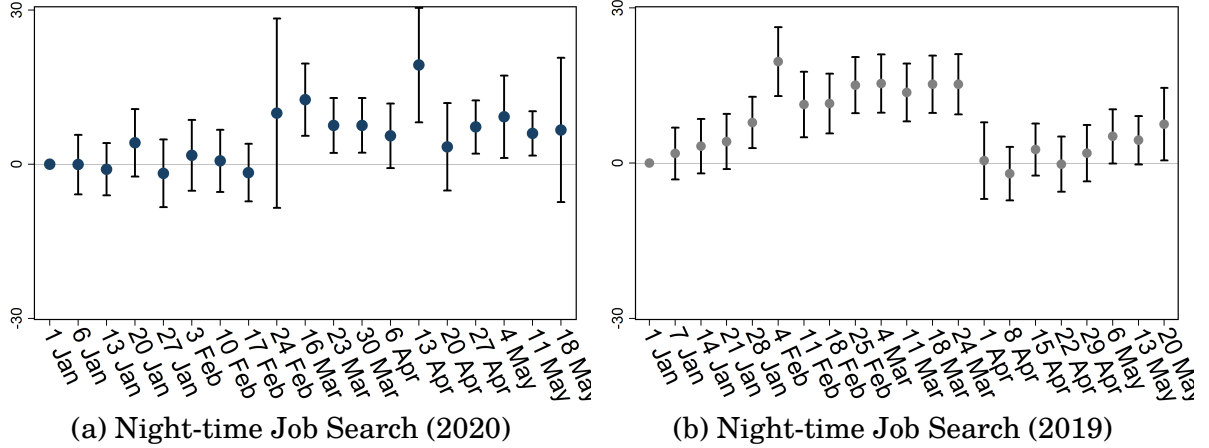 30
0
-30
1 Jan
6 Jan
13 Jan
20 Jan
27 Jan
3 Feb
10 Feb
17 Feb
24 Feb
16 Mar
23 Mar
30 Mar
6 Apr
13 Apr
20 Apr
27 Apr
4 May
11 May
18 May
(a) Night-time Job Search (2020)
30
0
-30
1 Jan
7 Jan
14 Jan
21 Jan
28 Jan
4 Feb
11 Feb
18 Feb
25 Feb
4 Mar
11 Mar
18 Mar
24 Mar
1 Apr
8 Apr
15 Apr
22 Apr
29 Apr
6 May
13 May
20 May
(b) Night-time Job Search (2019)